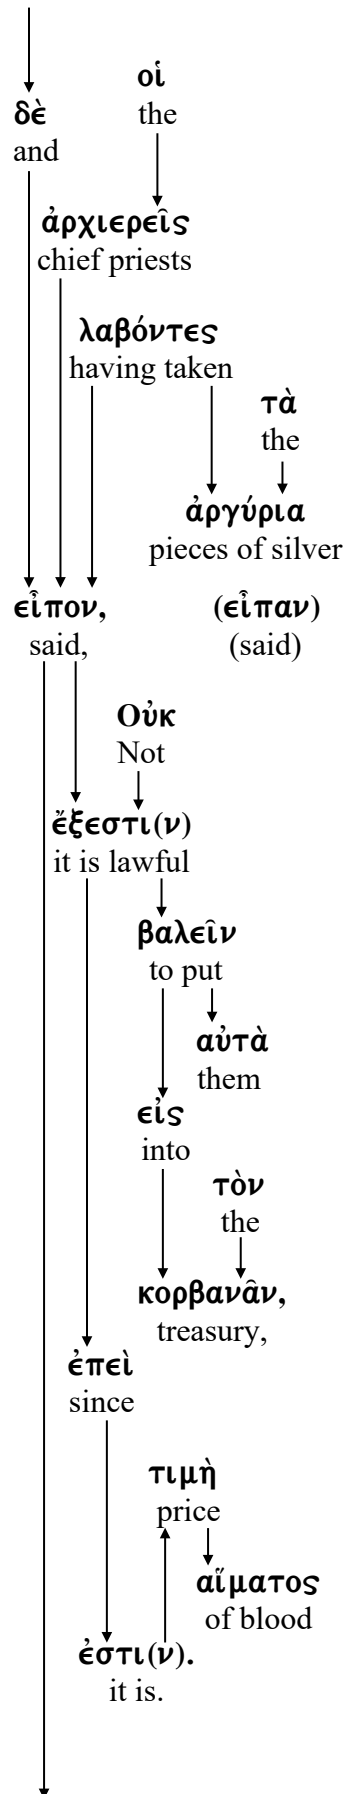 οἱ
the
δὲ
and
ἀρχιερεῖς
chief priests
λαβόντες
having taken
τὰ
the
ἀργύρια
pieces of silver
εἶπον, (εἶπαν)
said, (said)
Οὐκ
Not
ἔξεστι(ν)
it is lawful
βαλεῖν
to put
αὐτὰ
them
εἰς
into
τὸν
the
κορβανᾶν,
treasury,
ἐπεὶ
since
τιμὴ
price
αἵματος
of blood
ἐστι(ν).
it is.